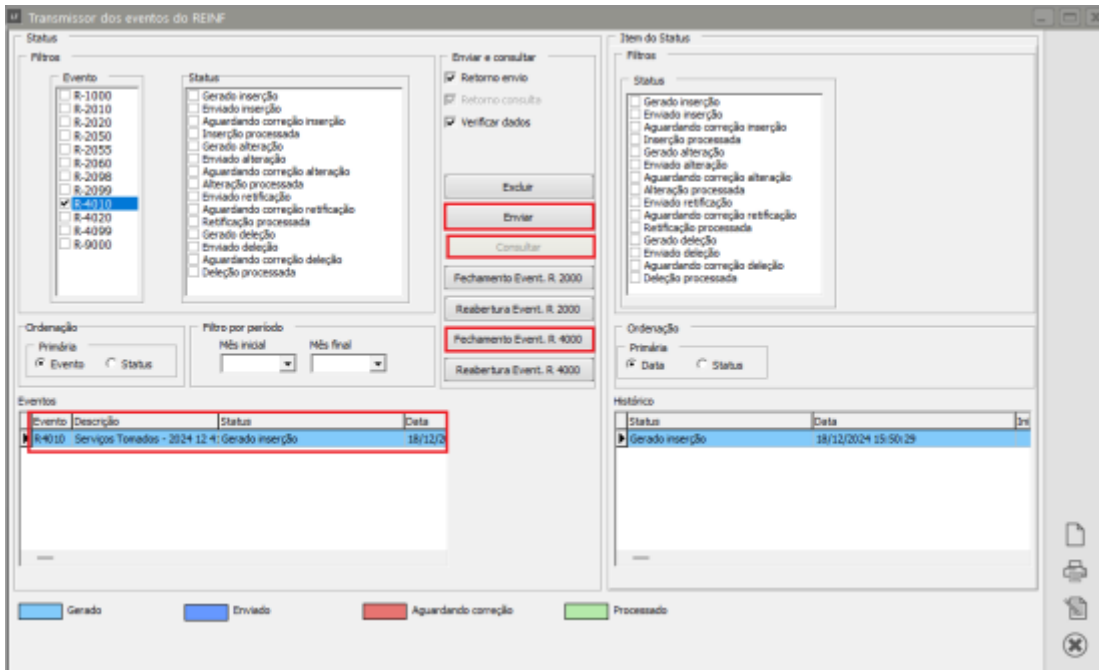 Transmissor dos eventos do REINF
Status
Filtros
Evento
R-1000
R-2010
R-2020
R-2050
R-2055
R-2060
R-2098
R-2099
R-4010
R-4020
R-4099
R-9000
Status
Gerado inserção
Enviado inserção
Aguardando correção inserção
Inserção processada
Gerado alteração
Enviado alteração
Aguardando correção alteração
Alteração processada
Enviado retificação
Aguardando correção retificação
Retificação processada
Gerado deleção
Enviado deleção
Aguardando correção deleção
Deleção processada
Enviar e consultar
Retorno envio
Retorno consulta
Verificar dados
Excluir
Enviar
Consultar
Fechamento Event. R 2000
Reabertura Event. R 2000
Fechamento Event. R 4000
Reabertura Event. R 4000
Ordenação
Primária
Evento Status
Filtro por período
Mês inicial Mês final
Item do Status
Filtros
Status
Gerado inserção
Enviado inserção
Aguardando correção inserção
Inserção processada
Gerado alteração
Enviado alteração
Aguardando correção alteração
Alteração processada
Enviado retificação
Aguardando correção retificação
Retificação processada
Gerado deleção
Enviado deleção
Aguardando correção deleção
Deleção processada
Ordenação
Primária
Data Status
Eventos
Evento Descrição Status Data
R4010 Serviços Tomados - 2024 12 4: Gerado inserção 18/12/2
Histórico
Status Data
Gerado inserção 18/12/2024 15:50:29
Gerado Enviado Aguardando correção Processado